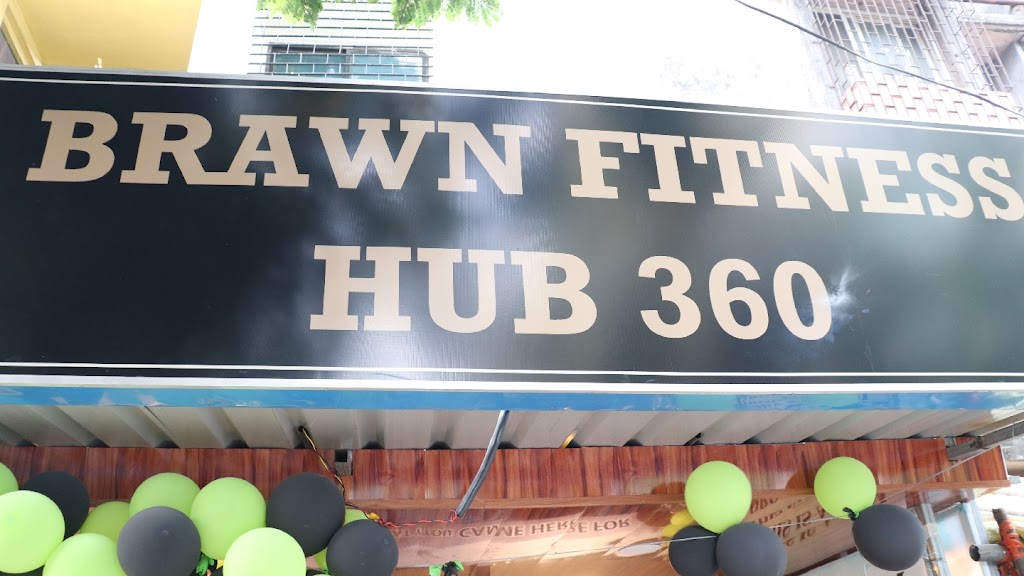 BRAWN FITNESS
HUB 360
CAME HERE FOR